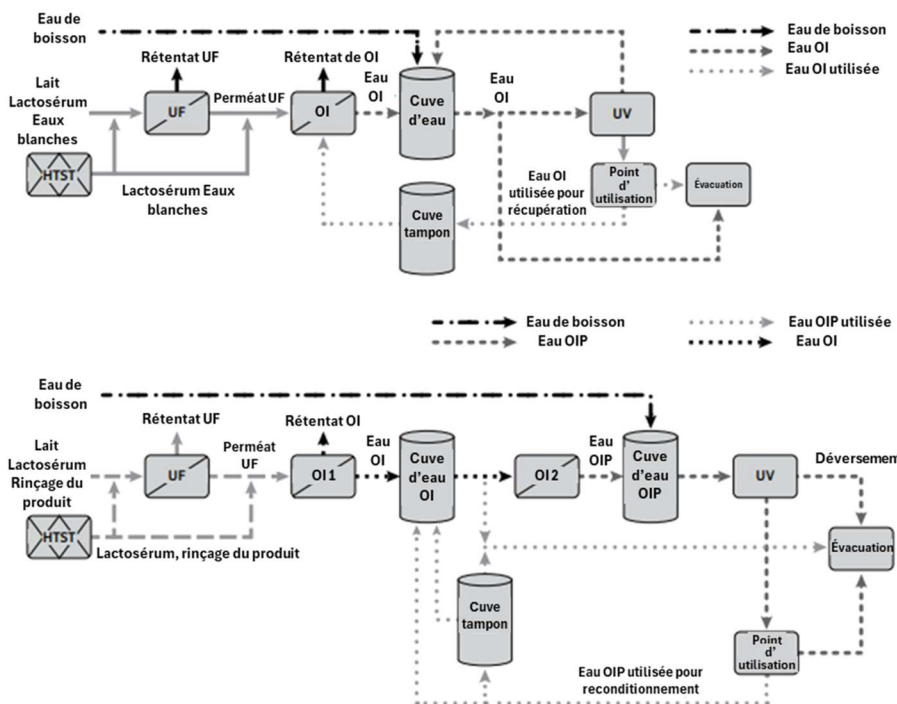 Eau de
boisson
Eau de boisson
Eau OI
Eau OI utilisée
Rétentat UF
Rétentat de OI
Lait
Lactosérum
Eaux
blanches
UF
Perméat UF
OI
Eau
OI
Cuve
d'eau
Eau
OI
UV
HTST
Lactosérum Eaux
blanches
Cuve
tampon
Eau OI
utilisée pour
récupération
Point
d'
utilisation
Évacuation
Eau de boisson
Eau OIP
Eau OIP utilisée
Eau OI
Eau de
boisson
Rétentat UF
Rétentat OI
Lait
Lactosérum
Rinçage du
produit
UF
Perméat
UF
OI1
Eau
OI
Cuve
d'eau
OI
OI2
Eau
OIP
Cuve
d'eau
OIP
UV
Déversement
HTST
Lactosérum, rinçage du produit
Évacuation
Cuve
tampon
Point
d'
utilisation
Eau OIP utilisée pour
reconditionnement